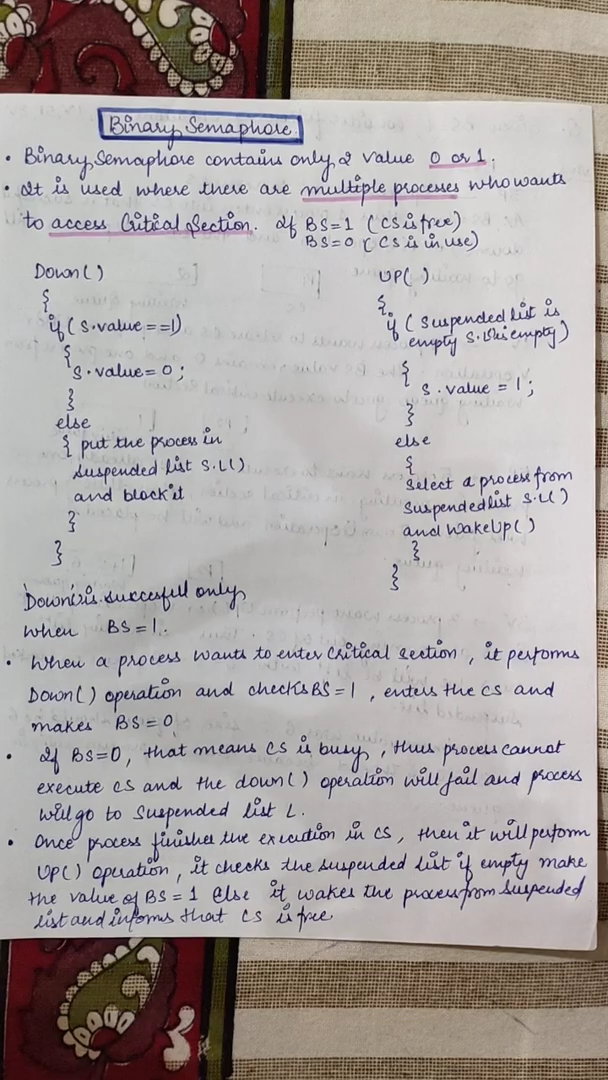 Binary Semaphore
• Binary Semaphore contains only 2 value 0 or 1.
• It is used where there are multiple processes who wants
to access Critical Section. If BS=1 (CS is free)
BS=0 (CS is in use)
Down()
{
if (S.value==1)
{
S.value=0;
}
else
{ put the process in
suspended list S.L()
and block it
}
}
UP()
{
if (suspended list is
empty S.L is empty)
{
S.value = 1;
}
else
{
Select a process from
Suspended list S.L()
and WakeUp()
}
}
Down() is succesfull only
when BS=1.
• When a process wants to enter critical section, it performs
Down() operation and checks BS=1, enters the CS and
makes BS=0
• If BS=0, that means CS is busy, thus process cannot
execute CS and the down() operation will fail and process
will go to suspended list L.
• Once process finishes the execution in CS, then it will perform
UP() operation, it checks the suspended list if empty make
the value of BS=1 else it wakes the process from suspended
list and informs that CS is free